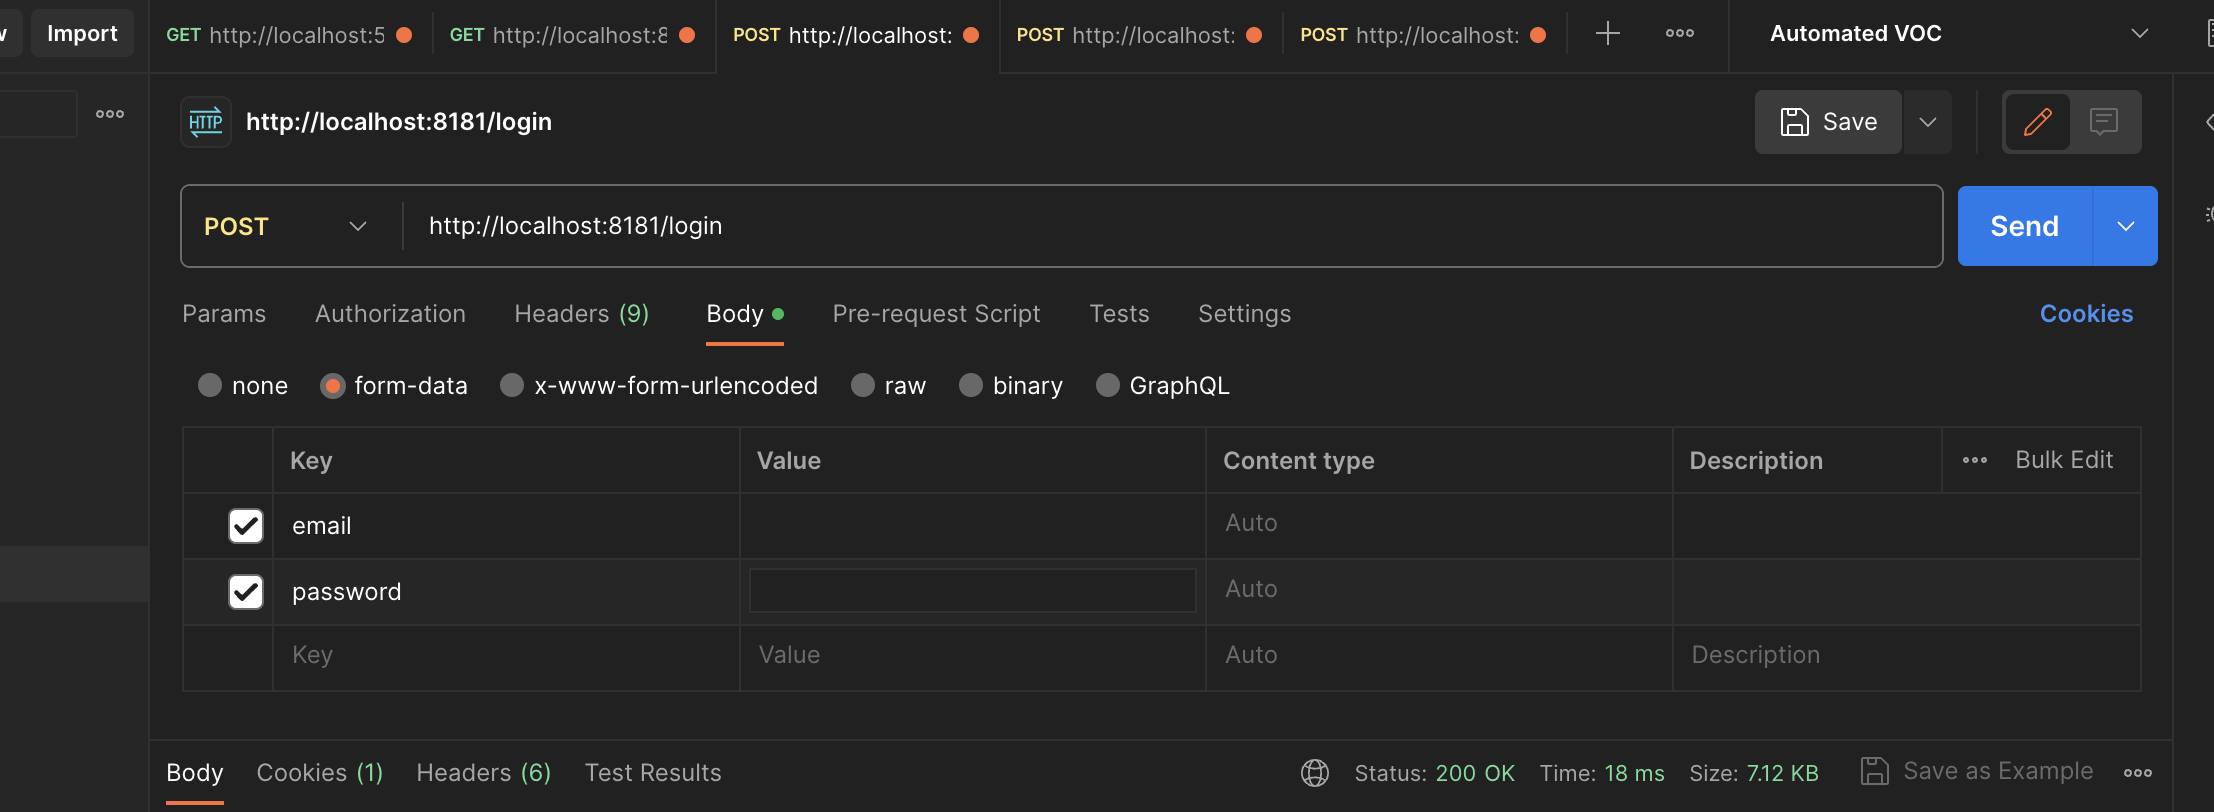 Import
GET http://localhost:5
GET http://localhost:8
POST http://localhost:
POST http://localhost:
POST http://localhost:
Automated VOC
HTTP http://localhost:8181/login
Save
POST http://localhost:8181/login
Send
Params Authorization Headers (9) Body Pre-request Script Tests Settings Cookies
none form-data x-www-form-urlencoded raw binary GraphQL
Key Value Content type Description Bulk Edit
email Auto
password Auto
Key Value Auto Description
Body Cookies (1) Headers (6) Test Results Status: 200 OK Time: 18 ms Size: 7.12 KB Save as Example